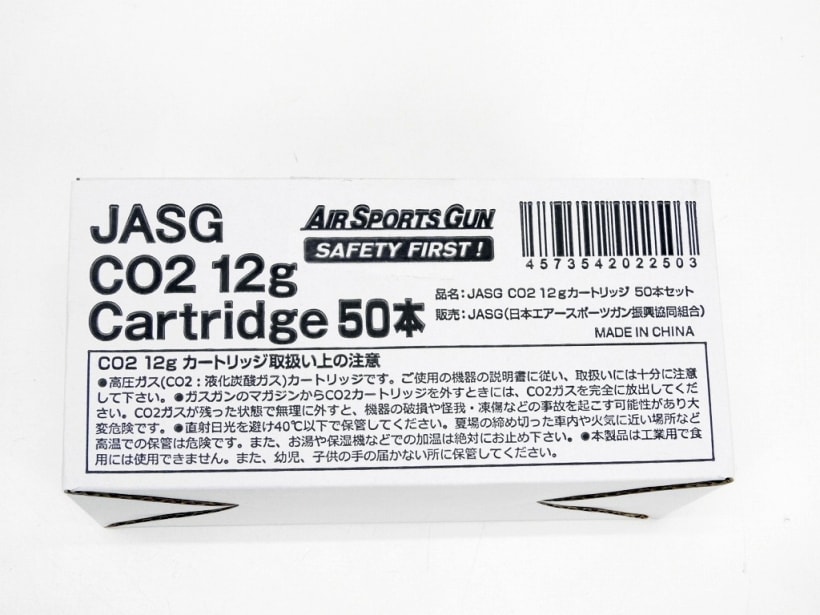 JASG
CO2 12g
Cartridge 50本
AIR SPORTS GUN
SAFETY FIRST!
4573542022503
品名:JASG CO2 12gカートリッジ 50本セット
販売:JASG(日本エアースポーツガン振興協同組合)
MADE IN CHINA
CO2 12g カートリッジ取扱い上の注意
●高圧ガス(CO2:液化炭酸ガス)カートリッジです。ご使用の機器の説明書に従い、取扱いには十分に注意
して下さい。●ガスガンのマガジンからCO2カートリッジを外すときには、CO2ガスを完全に放出してくだ
さい。CO2ガスが残った状態で無理に外すと、機器の破損や怪我・凍傷などの事故を起こす可能性があり大
変危険です。●直射日光を避け40℃以下で保管してください。夏場の締め切った車内や火気に近い場所など
高温での保管は危険です。また、お湯や保湿機などでの加温は絶対にお止め下さい。●本製品は工業用で食
用には使用できません。また、幼児、子供の手の届かない所に保管してください。